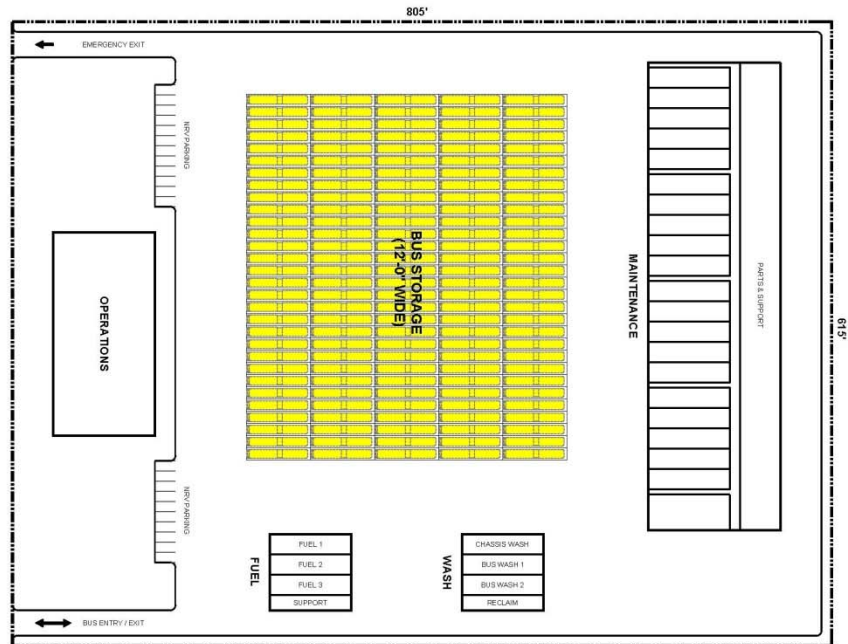 805'
EMERGENCY EXIT
NRV PARKING
BUS STORAGE
(12'-0" WIDE)
OPERATIONS
MAINTENANCE
PARTS & SUPPORT
615'
NRV PARKING
FUEL
FUEL 1
FUEL 2
FUEL 3
SUPPORT
WASH
CHASSIS WASH
BUS WASH 1
BUS WASH 2
RECLAIM
BUS ENTRY / EXIT